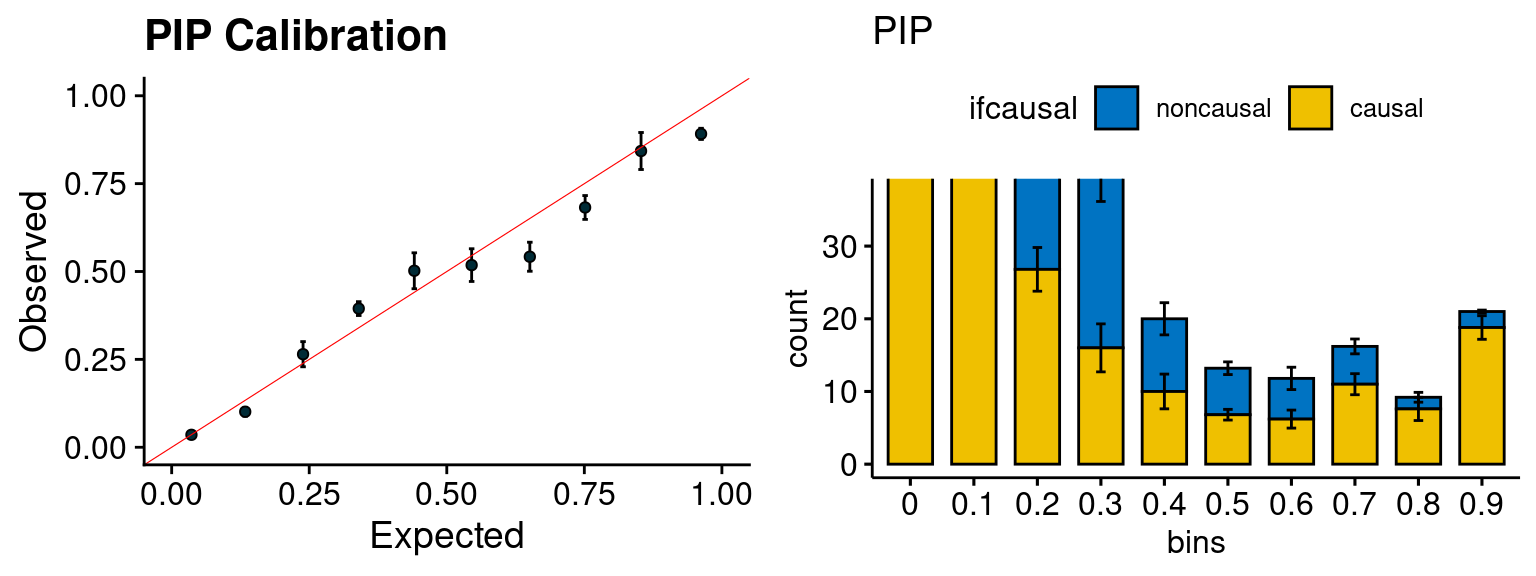 PIP Calibration
1.00
0.75
0.50
0.25
0.00
Observed
0.00 0.25 0.50 0.75 1.00
Expected
PIP
ifcausal noncausal causal
30
20
10
0
count
0 0.1 0.2 0.3 0.4 0.5 0.6 0.7 0.8 0.9
bins